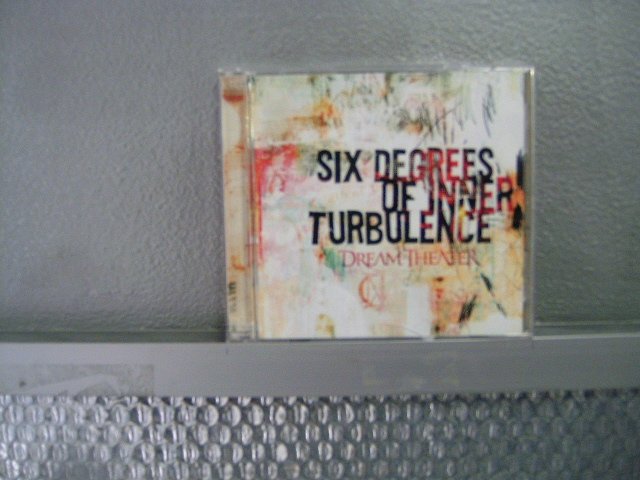 SIX DEGREES
OF INNER
TURBULENCE
DREAM THEATER